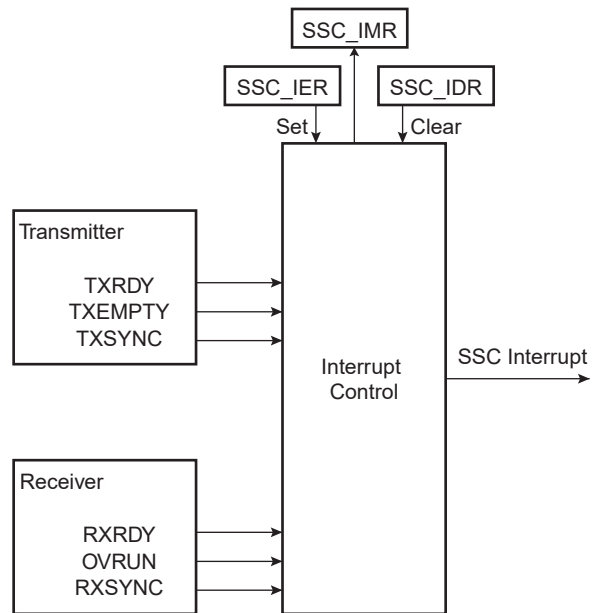 SSC_IMR
SSC_IER
SSC_IDR
Set
Clear
Transmitter
TXRDY
TXEMPTY
TXSYNC
Interrupt
Control
SSC Interrupt
Receiver
RXRDY
OVRUN
RXSYNC